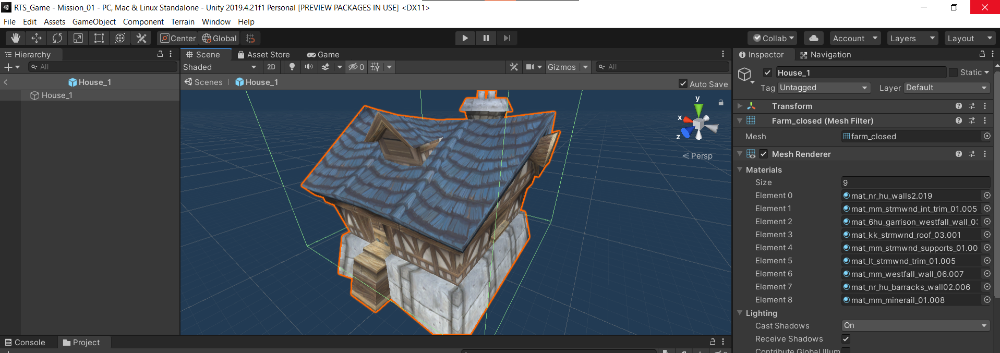 RTS_Game - Mission_01 - PC, Mac & Linux Standalone - Unity 2019.4.21f1 Personal [PREVIEW PACKAGES IN USE] <DX11>
File Edit Assets GameObject Component Terrain Window Help
Center Global Collab Account Layers Layout
Hierarchy
All
House_1
House_1
Scene Asset Store Game
Shaded 2D 0 Gizmos All
Scenes House_1 Auto Save
y
x
z
Persp
Inspector Navigation
House_1 Static
Tag Untagged Layer Default
Transform
Farm_closed (Mesh Filter)
Mesh farm_closed
Mesh Renderer
Materials
Size 9
Element 0 mat_nr_hu_walls2.019
Element 1 mat_mm_strmwnd_int_trim_01.005
Element 2 mat_6hu_garrison_westfall_wall_03
Element 3 mat_kk_strmwnd_roof_03.001
Element 4 mat_mm_strmwnd_supports_01.00
Element 5 mat_lt_strmwnd_trim_01.005
Element 6 mat_mm_westfall_wall_06.007
Element 7 mat_nr_hu_barracks_wall02.006
Element 8 mat_mm_minerail_01.008
Lighting
Cast Shadows On
Receive Shadows
Contribute Global Illum
Console Project